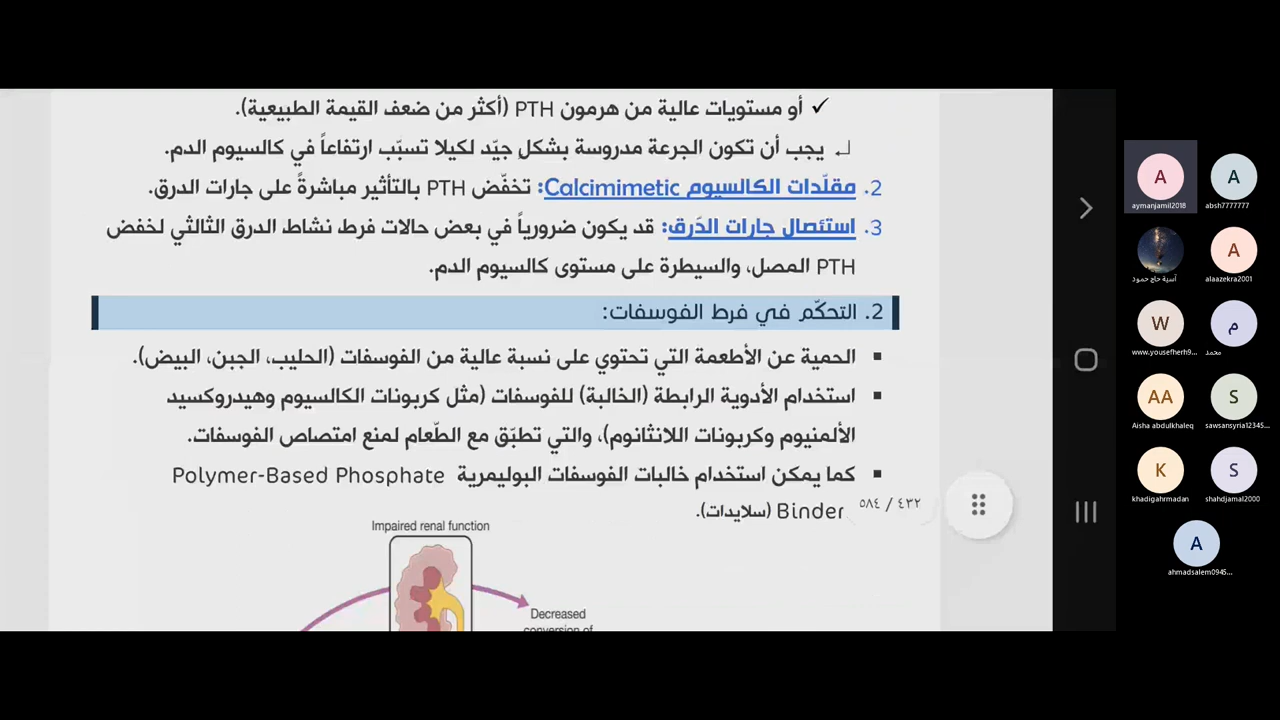 ✓ أو مستويات عالية من هرمون PTH (أكثر من ضعف القيمة الطبيعية).
يجب أن تكون الجرعة مدروسة بشكل جيّد لكيلا تسبّب ارتفاعاً في كالسيوم الدم.
2. مقلّدات الكالسيوم Calcimimetic: تخفّض PTH بالتأثير مباشرةً على جارات الدرق.
3. استئصال جارات الدَرق: قد يكون ضرورياً في بعض حالات فرط نشاط الدرق الثالثي لخفض
PTH المصل، والسيطرة على مستوى كالسيوم الدم.
2. التحكّم في فرط الفوسفات:
▪ الحمية عن الأطعمة التي تحتوي على نسبة عالية من الفوسفات (الحليب، الجبن، البيض).
▪ استخدام الأدوية الرابطة (الخالبة) للفوسفات (مثل كربونات الكالسيوم وهيدروكسيد
الألمنيوم وكربونات اللانثانوم)، والتي تطبّق مع الطّعام لمنع امتصاص الفوسفات.
▪ كما يمكن استخدام خالبات الفوسفات البوليمرية Polymer-Based Phosphate
Binder (سلايدات).
٤٣٢ / ٥٨٤
Impaired renal function
Decreased
conversion of
A
aymanjamil2018
A
absh7777777
آسية حاج حمود
A
alaazekra2001
W
www.yousefherh9...
م
محمد
AA
Aisha abdulkhaleq
S
sawsansyria12345...
K
khadigahrmadan
S
shahdjamal2000
A
ahmadsalem0945...